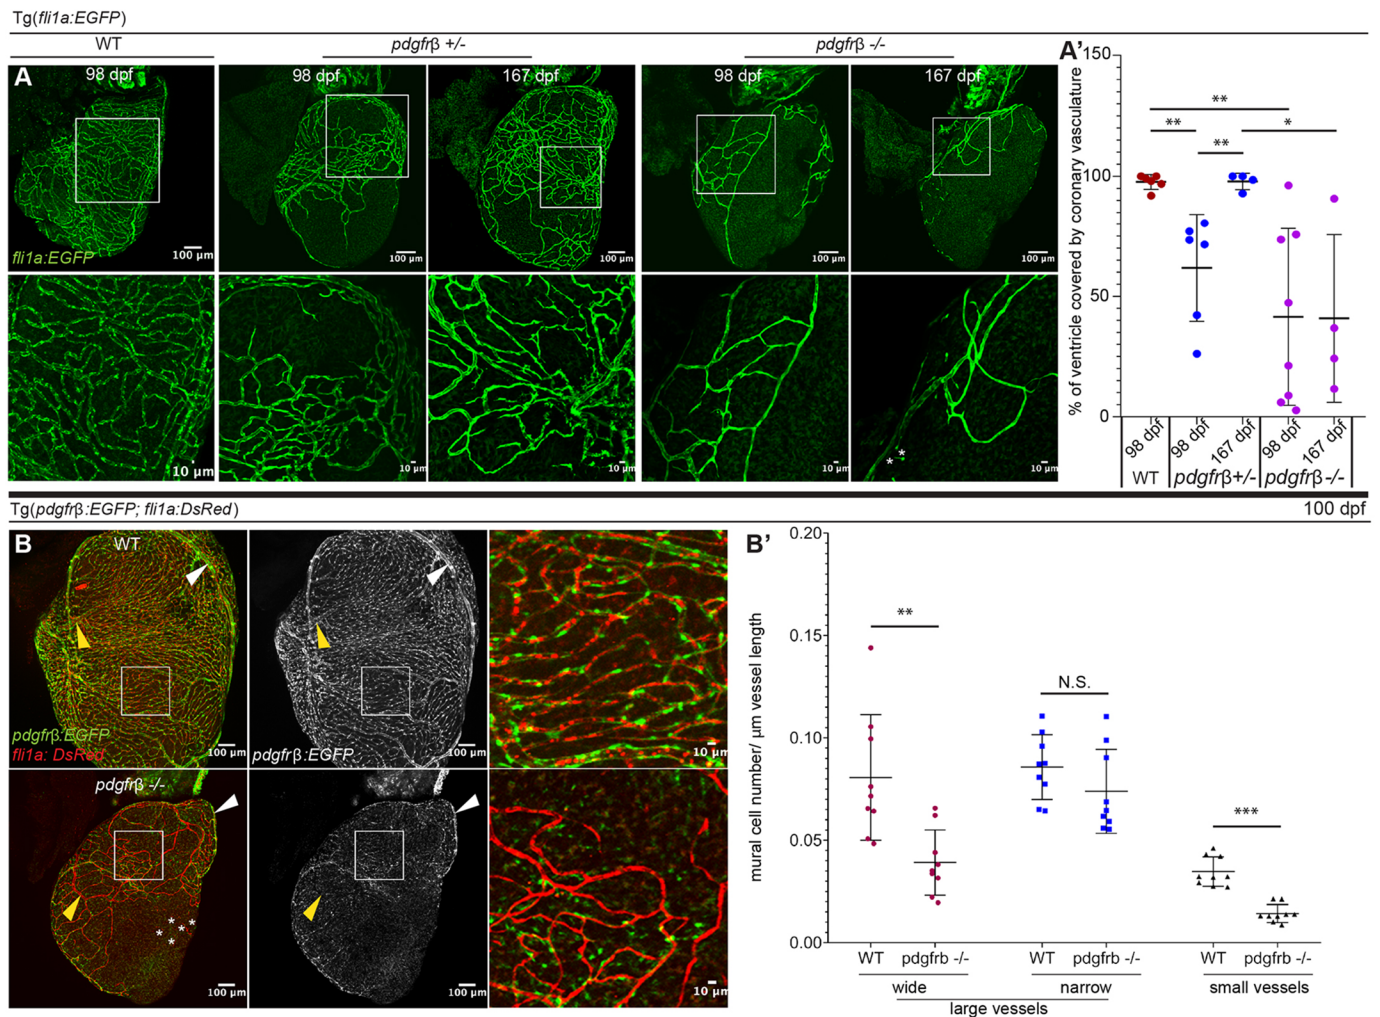 Tg(fli1a:EGFP)
WT
pdgfrβ +/-
pdgfrβ -/-
A
98 dpf
98 dpf
167 dpf
98 dpf
167 dpf
fli1a:EGFP
100 µm
100 µm
100 µm
100 µm
100 µm
10 µm
10 µm
10 µm
10 µm
10 µm
* *
A'
% of ventricle covered by coronary vasculature
150
100
50
0
**
** *
**
98 dpf 98 dpf 167 dpf 98 dpf 167 dpf
WT pdgfrβ+/- pdgfrβ-/-
Tg(pdgfrβ:EGFP; fli1a:DsRed)
100 dpf
B
WT
pdgfrβ:EGFP
fli1a: DsRed
100 µm
pdgfrβ:EGFP
100 µm
10 µm
pdgfrβ -/-
* * * * *
100 µm
100 µm
10 µm
B'
mural cell number/ µm vessel length
0.20
0.15
0.10
0.05
0.00
**
N.S.
***
WT pdgfrb -/- WT pdgfrb -/- WT pdgfrb -/-
wide narrow small vessels
large vessels